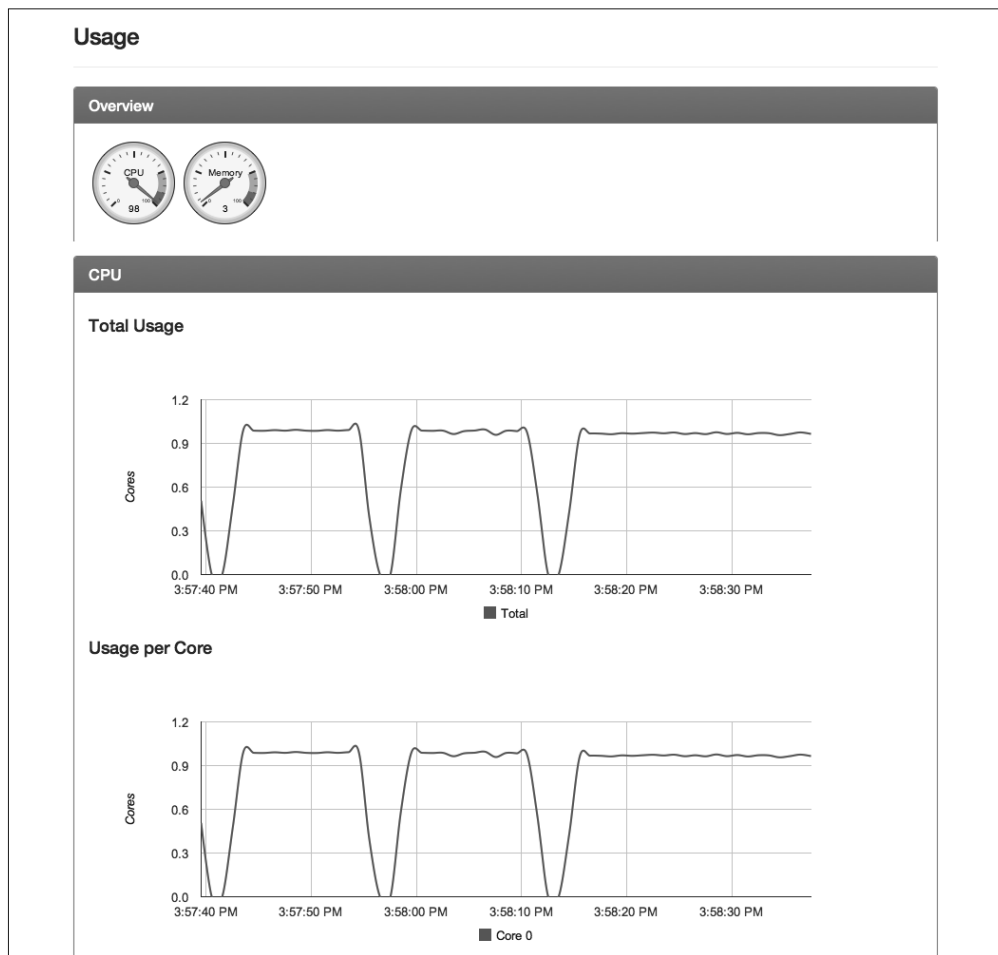 Usage
Overview
CPU
0 100
98
Memory
0 100
3
CPU
Total Usage
1.2
0.9
0.6
0.3
0.0
Cores
3:57:40 PM 3:57:50 PM 3:58:00 PM 3:58:10 PM 3:58:20 PM 3:58:30 PM
Total
Usage per Core
1.2
0.9
0.6
0.3
0.0
Cores
3:57:40 PM 3:57:50 PM 3:58:00 PM 3:58:10 PM 3:58:20 PM 3:58:30 PM
Core 0